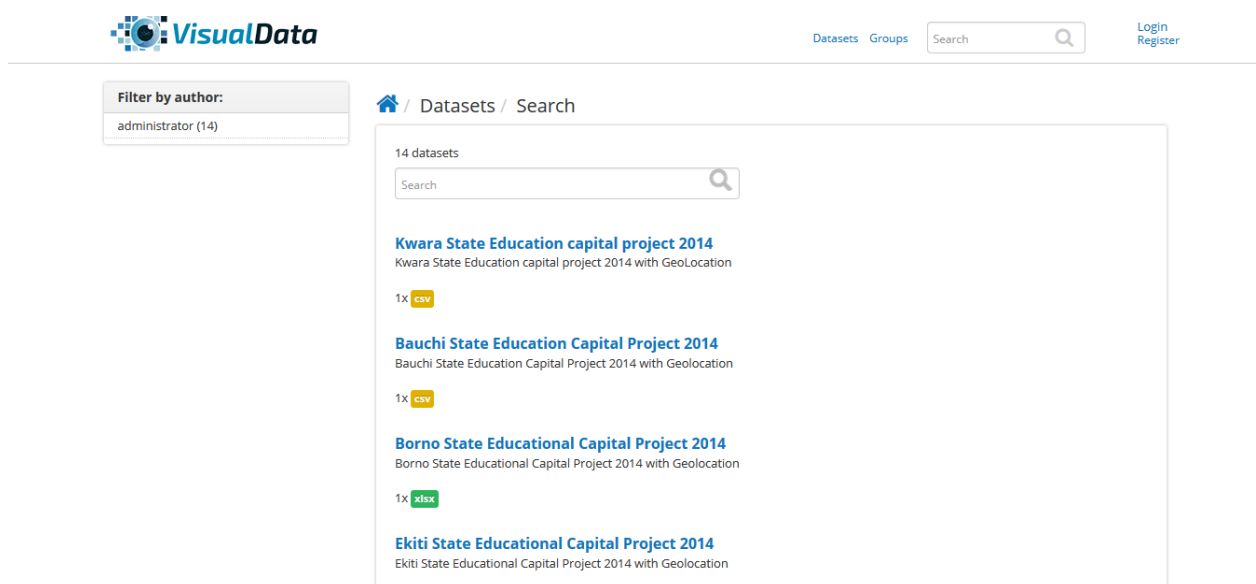 VisualData
Datasets Groups Search
Login
Register
Filter by author:
administrator (14)
/ Datasets / Search
14 datasets
Search
Kwara State Education capital project 2014
Kwara State Education capital project 2014 with GeoLocation
1x csv
Bauchi State Education Capital Project 2014
Bauchi State Education Capital Project 2014 with Geolocation
1x csv
Borno State Educational Capital Project 2014
Borno State Educational Capital Project 2014 with Geolocation
1x xlsx
Ekiti State Educational Capital Project 2014
Ekiti State Educational Capital Project 2014 with Geolocation